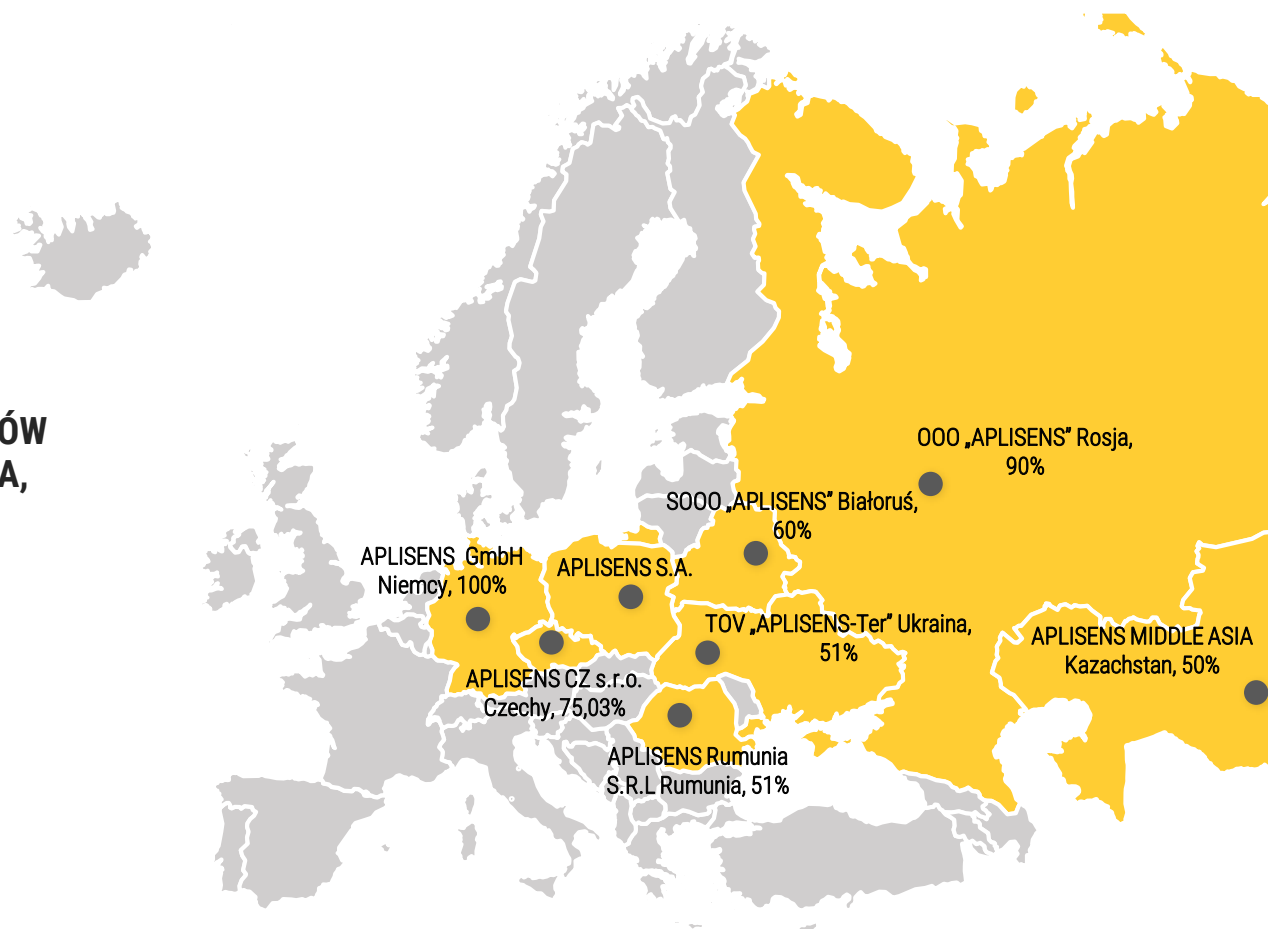 ÓW
A,
OOO „APLISENS” Rosja,
90%
SOOO „APLISENS” Białoruś,
60%
APLISENS GmbH
Niemcy, 100%
APLISENS S.A.
TOV „APLISENS-Ter” Ukraina,
51%
APLISENS MIDDLE ASIA
Kazachstan, 50%
APLISENS CZ s.r.o.
Czechy, 75,03%
APLISENS Rumunia
S.R.L Rumunia, 51%